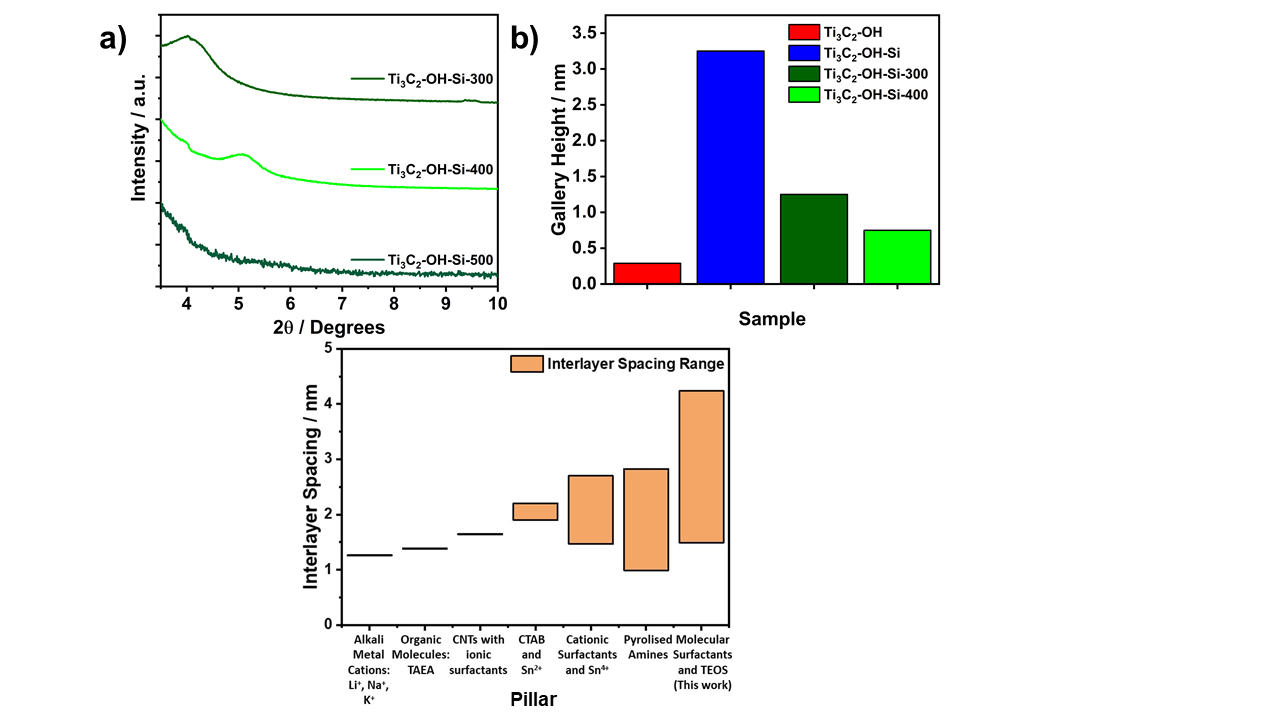 a)
Intensity / a.u.
Ti₃C₂-OH-Si-300
Ti₃C₂-OH-Si-400
Ti₃C₂-OH-Si-500
4 5 6 7 8 9 10
2θ / Degrees
b)
Gallery Height / nm
3.5
3.0
2.5
2.0
1.5
1.0
0.5
0.0
Ti₃C₂-OH
Ti₃C₂-OH-Si
Ti₃C₂-OH-Si-300
Ti₃C₂-OH-Si-400
Sample
Interlayer Spacing / nm
5
4
3
2
1
0
Interlayer Spacing Range
Alkali
Metal
Cations:
Li⁺, Na⁺,
K⁺
Organic
Molecules:
TAEA
CNTs with
ionic
surfactants
CTAB
and
Sn²⁺
Cationic
Surfactants
and Sn⁴⁺
Pyrolised
Amines
Molecular
Surfactants
and TEOS
(This work)
Pillar